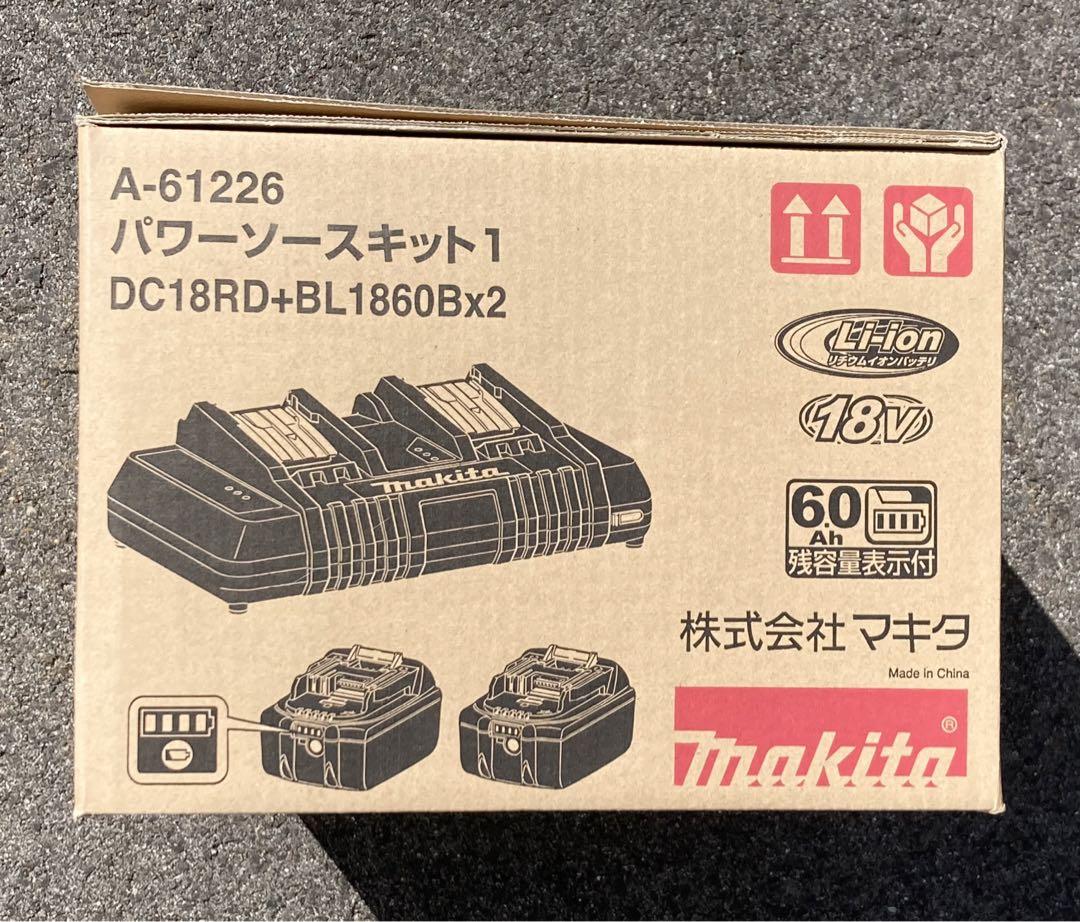 A-61226
パワーソースキット1
DC18RD+BL1860Bx2
Li-ion
リチウムイオンバッテリ
18V
makita
6.0
Ah
残容量表示付
株式会社マキタ
Made in China
makita®